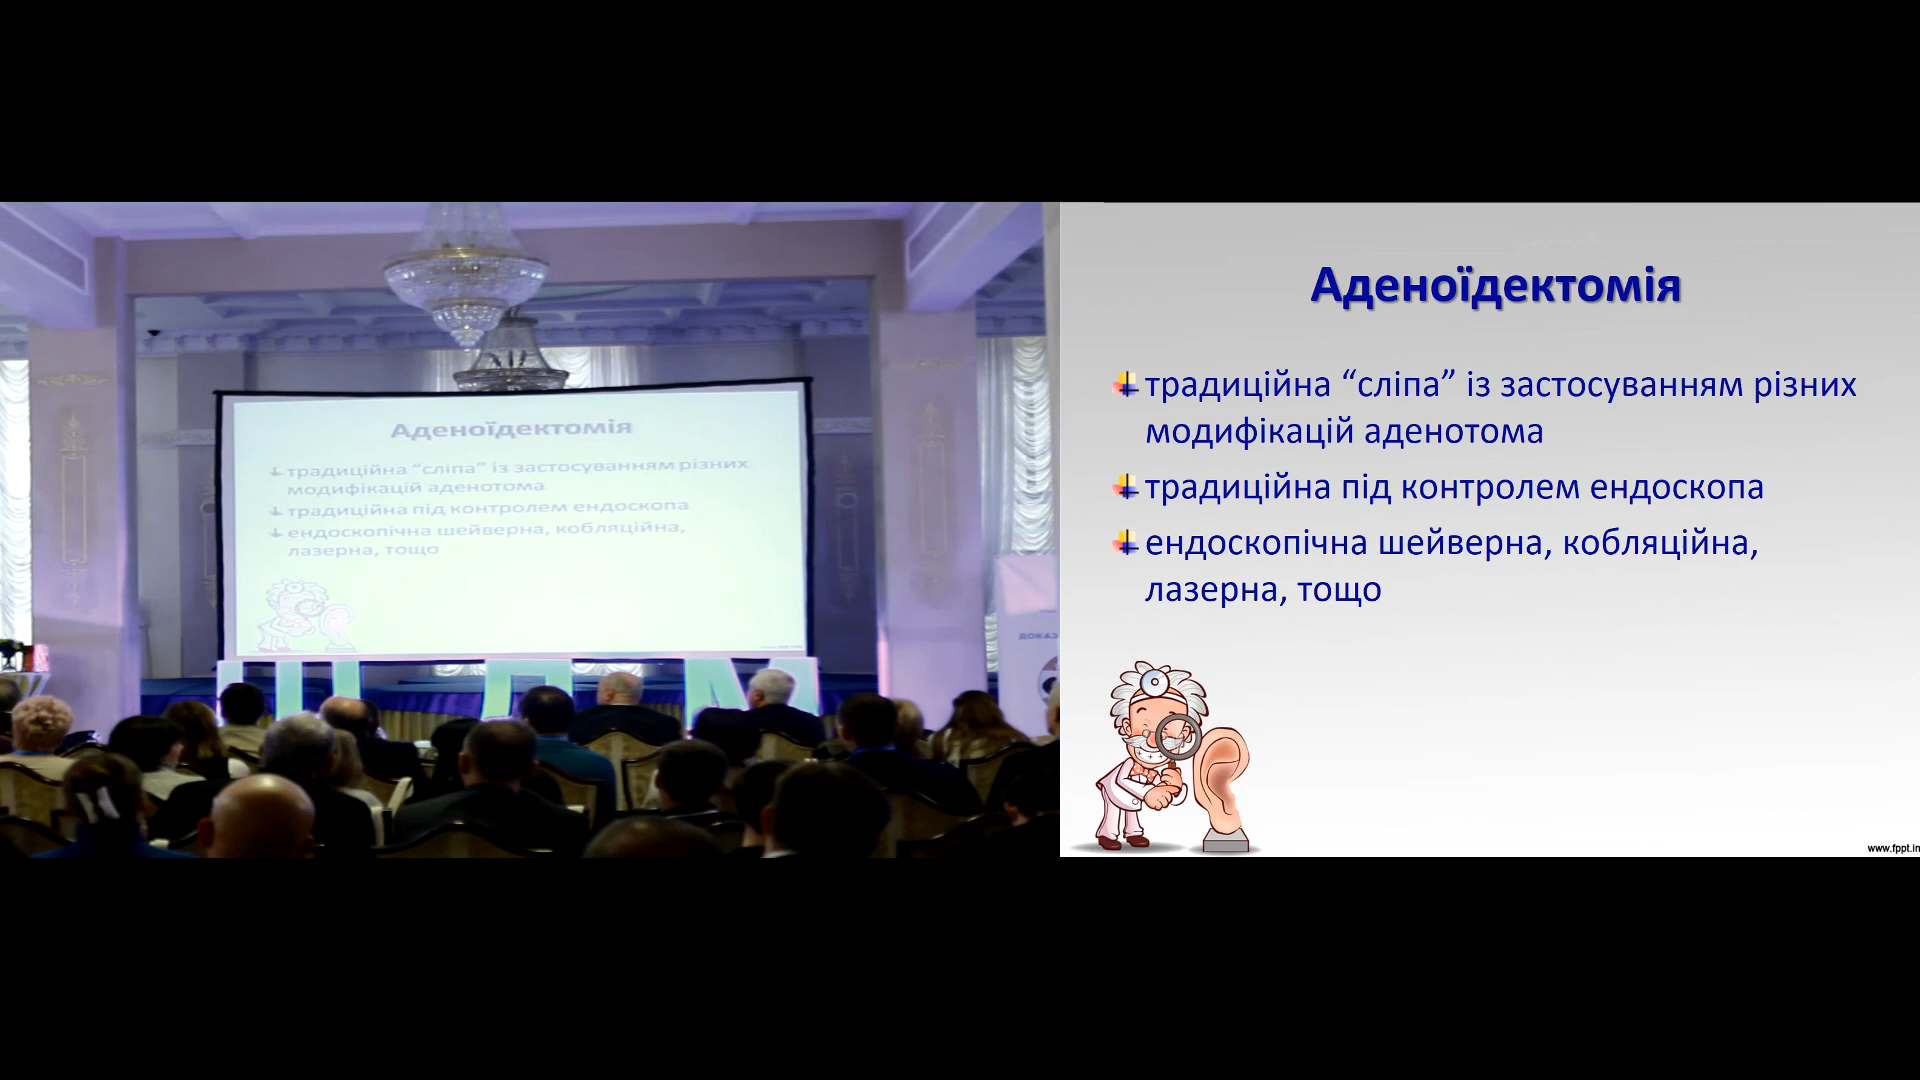 Аденоїдектомія
традиційна “сліпа” із застосуванням різних
модифікацій аденотома
традиційна під контролем ендоскопа
ендоскопічна шейверна, кобляційна,
лазерна, тощо
ДОКАЗ
Аденоїдектомія
традиційна “сліпа” із застосуванням різних
модифікацій аденотома
традиційна під контролем ендоскопа
ендоскопічна шейверна, кобляційна,
лазерна, тощо
www.fppt.in